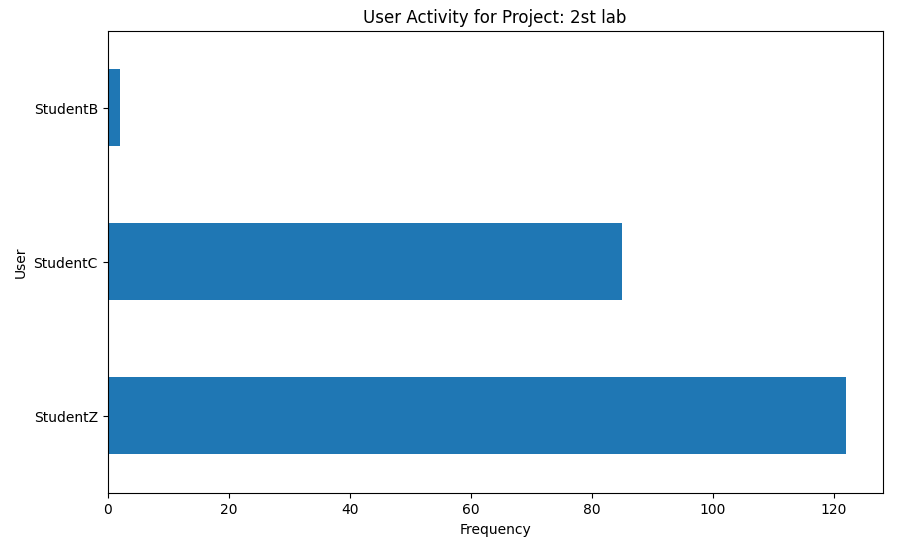 User Activity for Project: 2st lab
StudentB
StudentC
StudentZ
User
0 20 40 60 80 100 120
Frequency